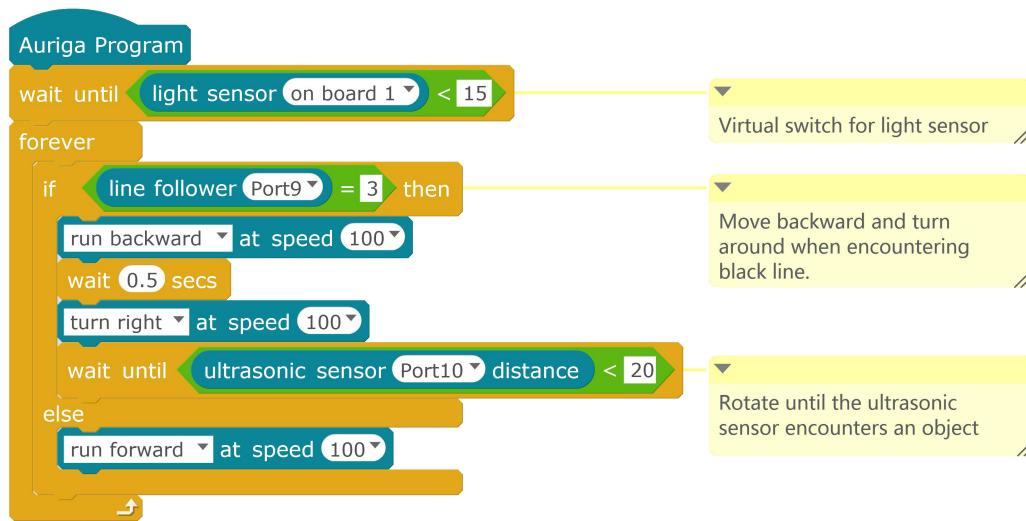 Auriga Program
wait until light sensor on board 1 < 15
Virtual switch for light sensor
forever
if line follower Port9 = 3 then
Move backward and turn
around when encountering
black line.
run backward at speed 100
wait 0.5 secs
turn right at speed 100
wait until ultrasonic sensor Port10 distance < 20
Rotate until the ultrasonic
sensor encounters an object
else
run forward at speed 100